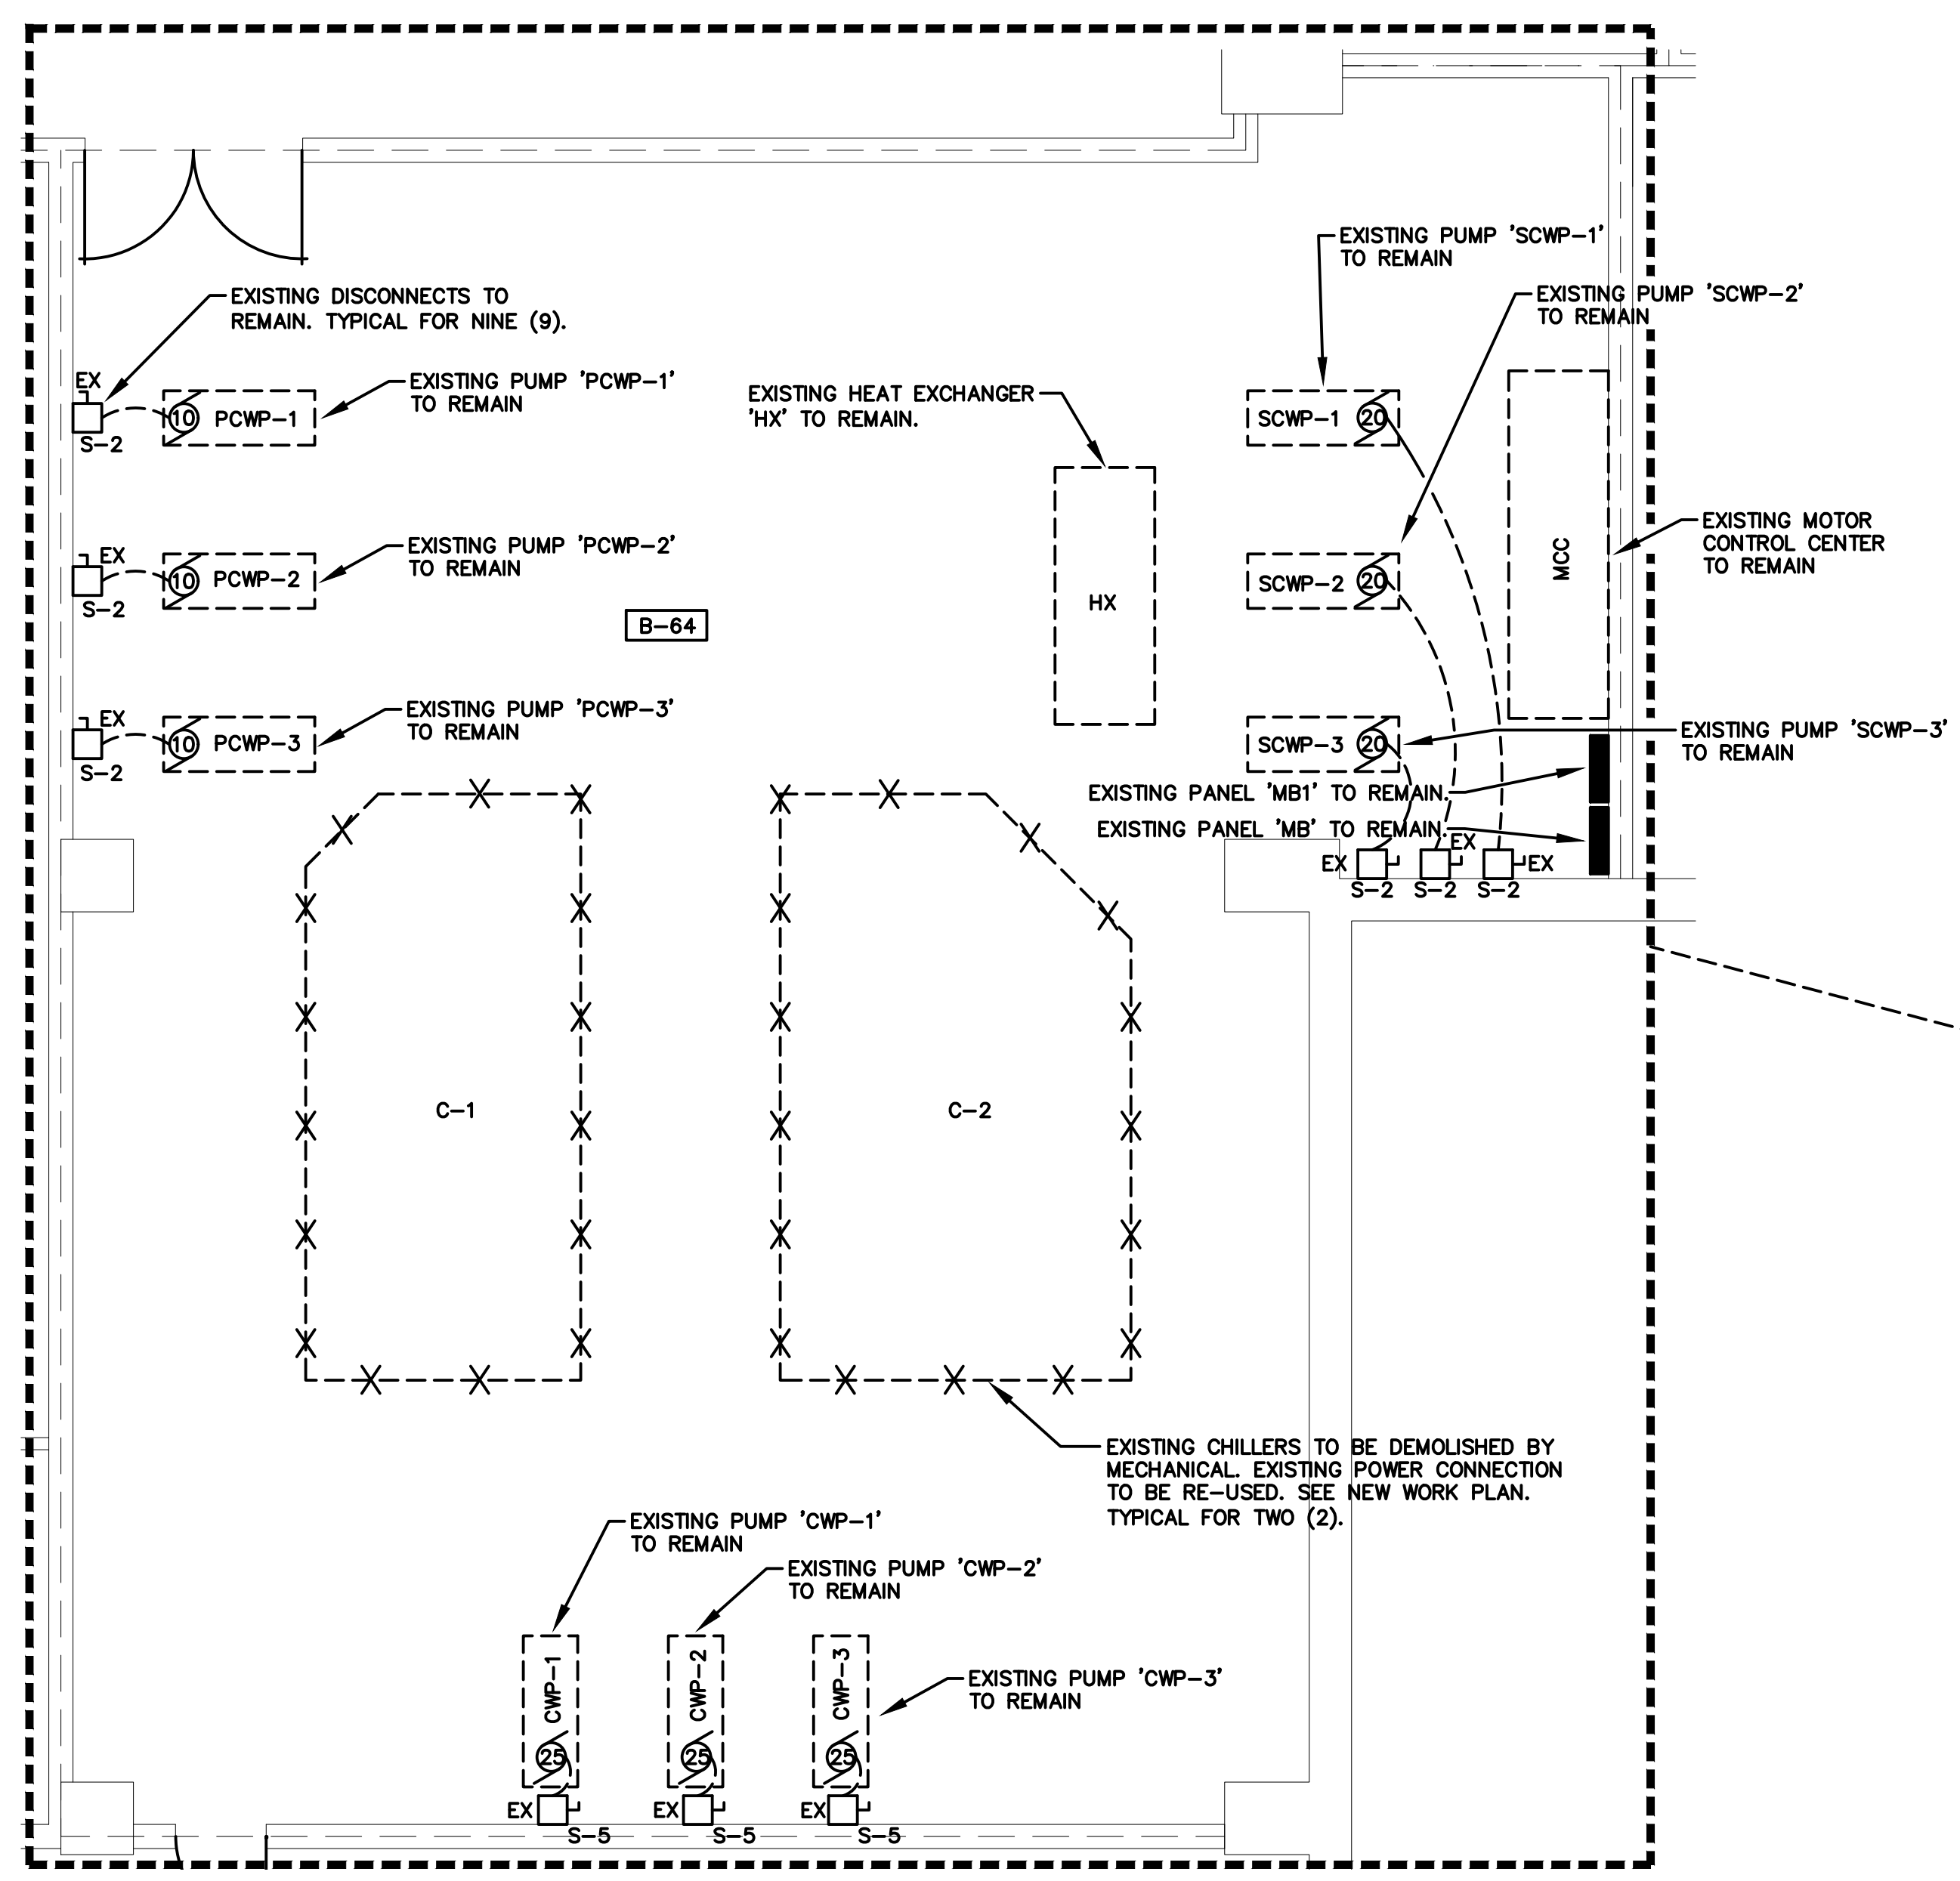 EXISTING PUMP 'SCWP-1'
TO REMAIN
EXISTING DISCONNECTS TO
REMAIN. TYPICAL FOR NINE (9).
EXISTING PUMP 'SCWP-2'
TO REMAIN
EX
10
PCWP-1
S-2
EXISTING PUMP 'PCWP-1'
TO REMAIN
EXISTING HEAT EXCHANGER
'HX' TO REMAIN.
SCWP-1
20
EX
10
PCWP-2
S-2
EXISTING PUMP 'PCWP-2'
TO REMAIN
B-64
HX
SCWP-2
20
MCC
EXISTING MOTOR
CONTROL CENTER
TO REMAIN
EX
10
PCWP-3
S-2
EXISTING PUMP 'PCWP-3'
TO REMAIN
SCWP-3
20
EXISTING PUMP 'SCWP-3'
TO REMAIN
EXISTING PANEL 'MB1' TO REMAIN.
EXISTING PANEL 'MB' TO REMAIN.
EX
EX
EX
S-2
S-2
S-2
C-1
C-2
EXISTING CHILLERS TO BE DEMOLISHED BY
MECHANICAL. EXISTING POWER CONNECTION
TO BE RE-USED. SEE NEW WORK PLAN.
TYPICAL FOR TWO (2).
EXISTING PUMP 'CWP-1'
TO REMAIN
EXISTING PUMP 'CWP-2'
TO REMAIN
EXISTING PUMP 'CWP-3'
TO REMAIN
CWP-1
CWP-2
CWP-3
25
25
25
EX
EX
EX
S-5
S-5
S-5